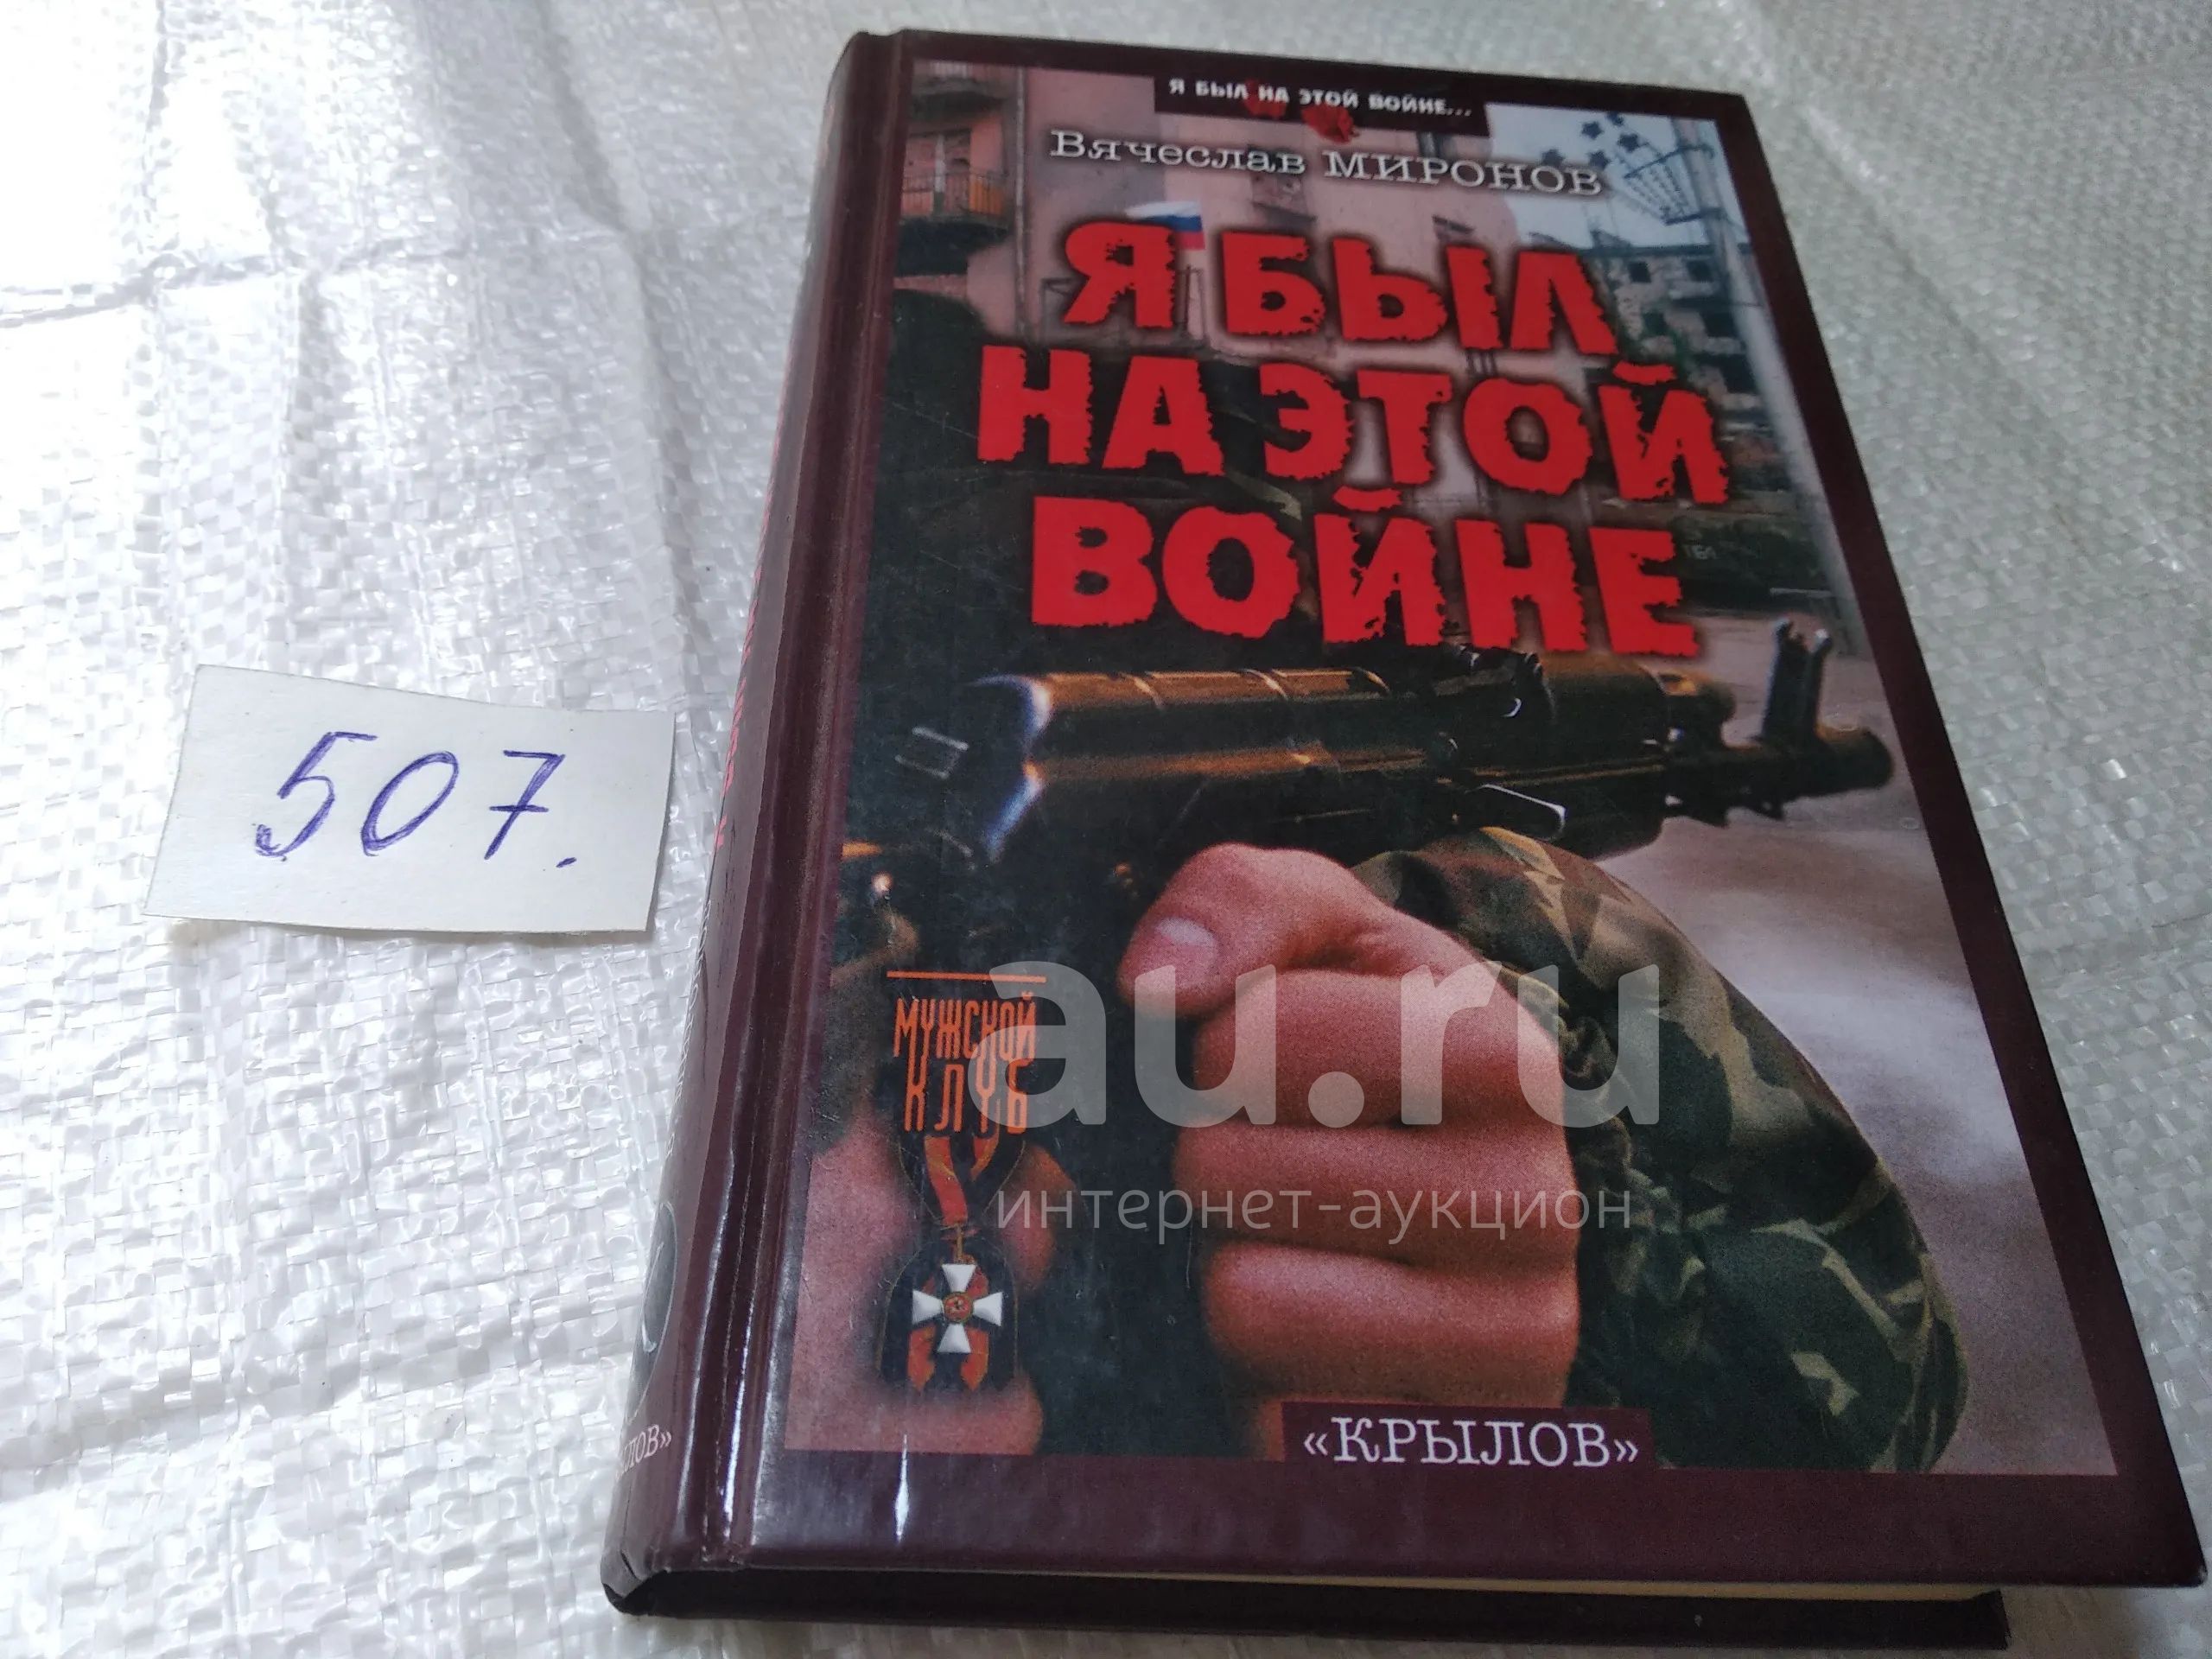 Я БЫЛ НА ЭТОЙ ВОЙНЕ...
Вячеслав МИРОНОВ
Я БЫЛ
НА ЭТОЙ
ВОЙНЕ
507.
МУЖСКОЙ
КЛУБ
au.ru
интернет-аукцион
«КРЫЛОВ»